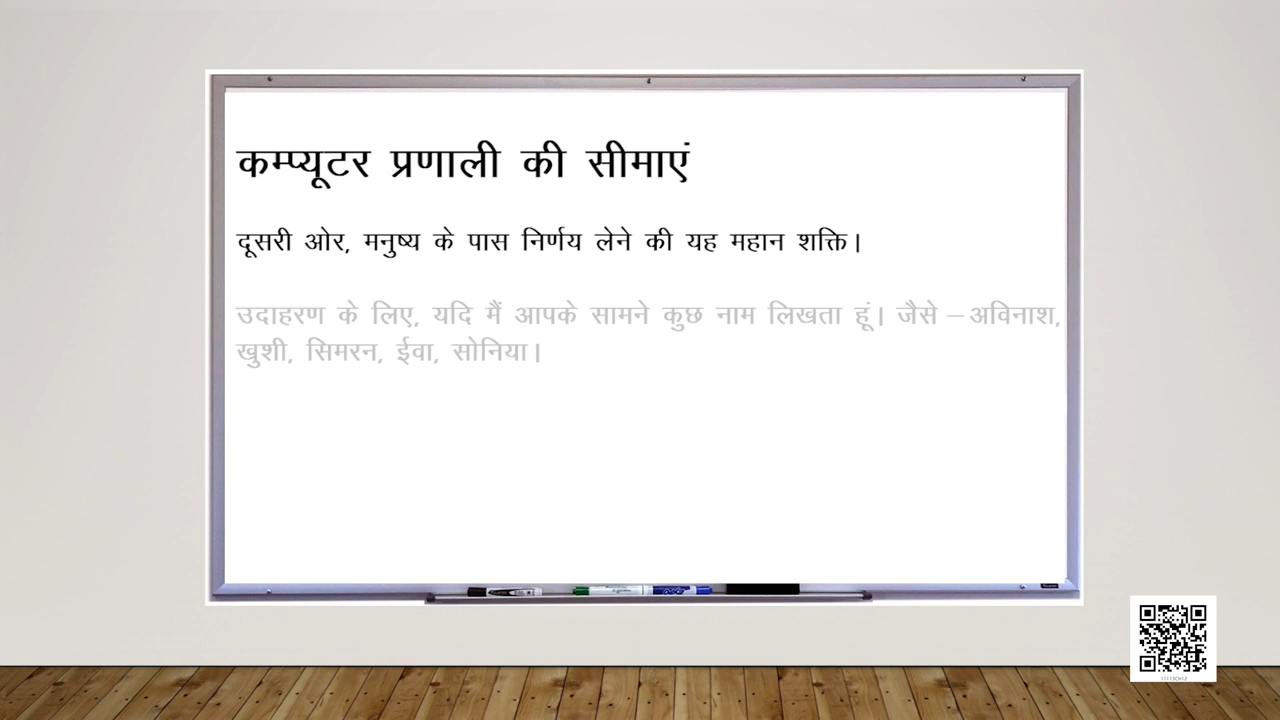 कम्प्यूटर प्रणाली की सीमाएं
दूसरी ओर, मनुष्य के पास निर्णय लेने की यह महान शक्ति।
उदाहरण के लिए, यदि मैं आपके सामने कुछ नाम लिखता हूं। जैसे –अविनाश,
खुशी, सिमरन, ईवा, सोनिया।